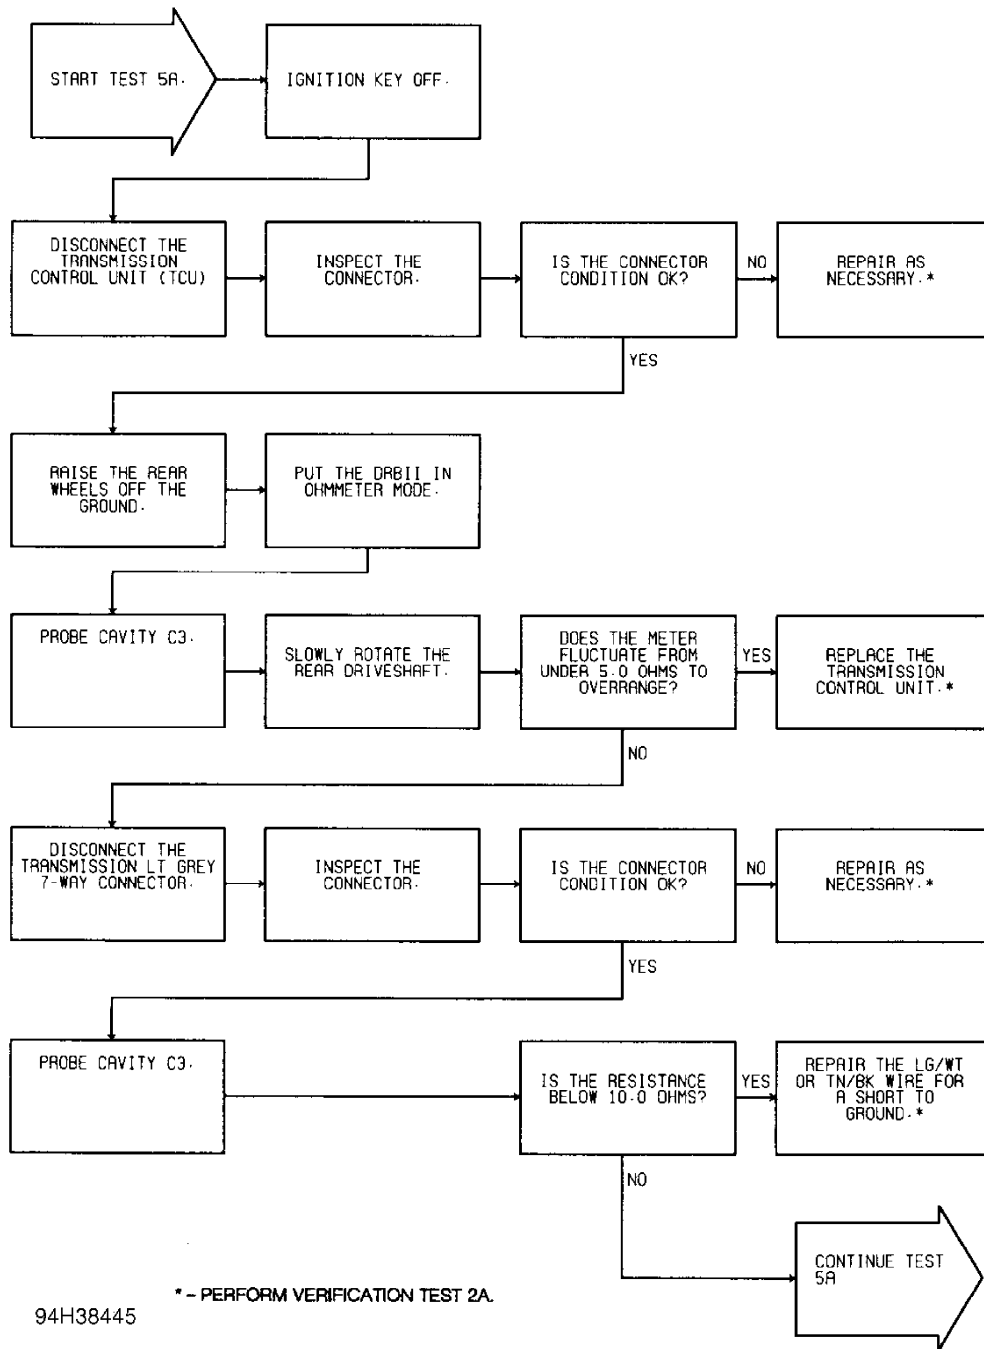 START TEST 5A.
IGNITION KEY OFF.
DISCONNECT THE
TRANSMISSION
CONTROL UNIT (TCU)
INSPECT THE
CONNECTOR.
IS THE CONNECTOR
CONDITION OK?
NO
REPAIR AS
NECESSARY.*
YES
RAISE THE REAR
WHEELS OFF THE
GROUND.
PUT THE DRBII IN
OHMMETER MODE.
PROBE CAVITY C3.
SLOWLY ROTATE THE
REAR DRIVESHAFT.
DOES THE METER
FLUCTUATE FROM
UNDER 5.0 OHMS TO
OVERRANGE?
YES
REPLACE THE
TRANSMISSION
CONTROL UNIT.*
NO
DISCONNECT THE
TRANSMISSION LT GREY
7-WAY CONNECTOR.
INSPECT THE
CONNECTOR.
IS THE CONNECTOR
CONDITION OK?
NO
REPAIR AS
NECESSARY.*
YES
PROBE CAVITY C3.
IS THE RESISTANCE
BELOW 10.0 OHMS?
YES
REPAIR THE LG/WT
OR TN/BK WIRE FOR
A SHORT TO
GROUND.*
NO
CONTINUE TEST
5A
* - PERFORM VERIFICATION TEST 2A.
94H38445